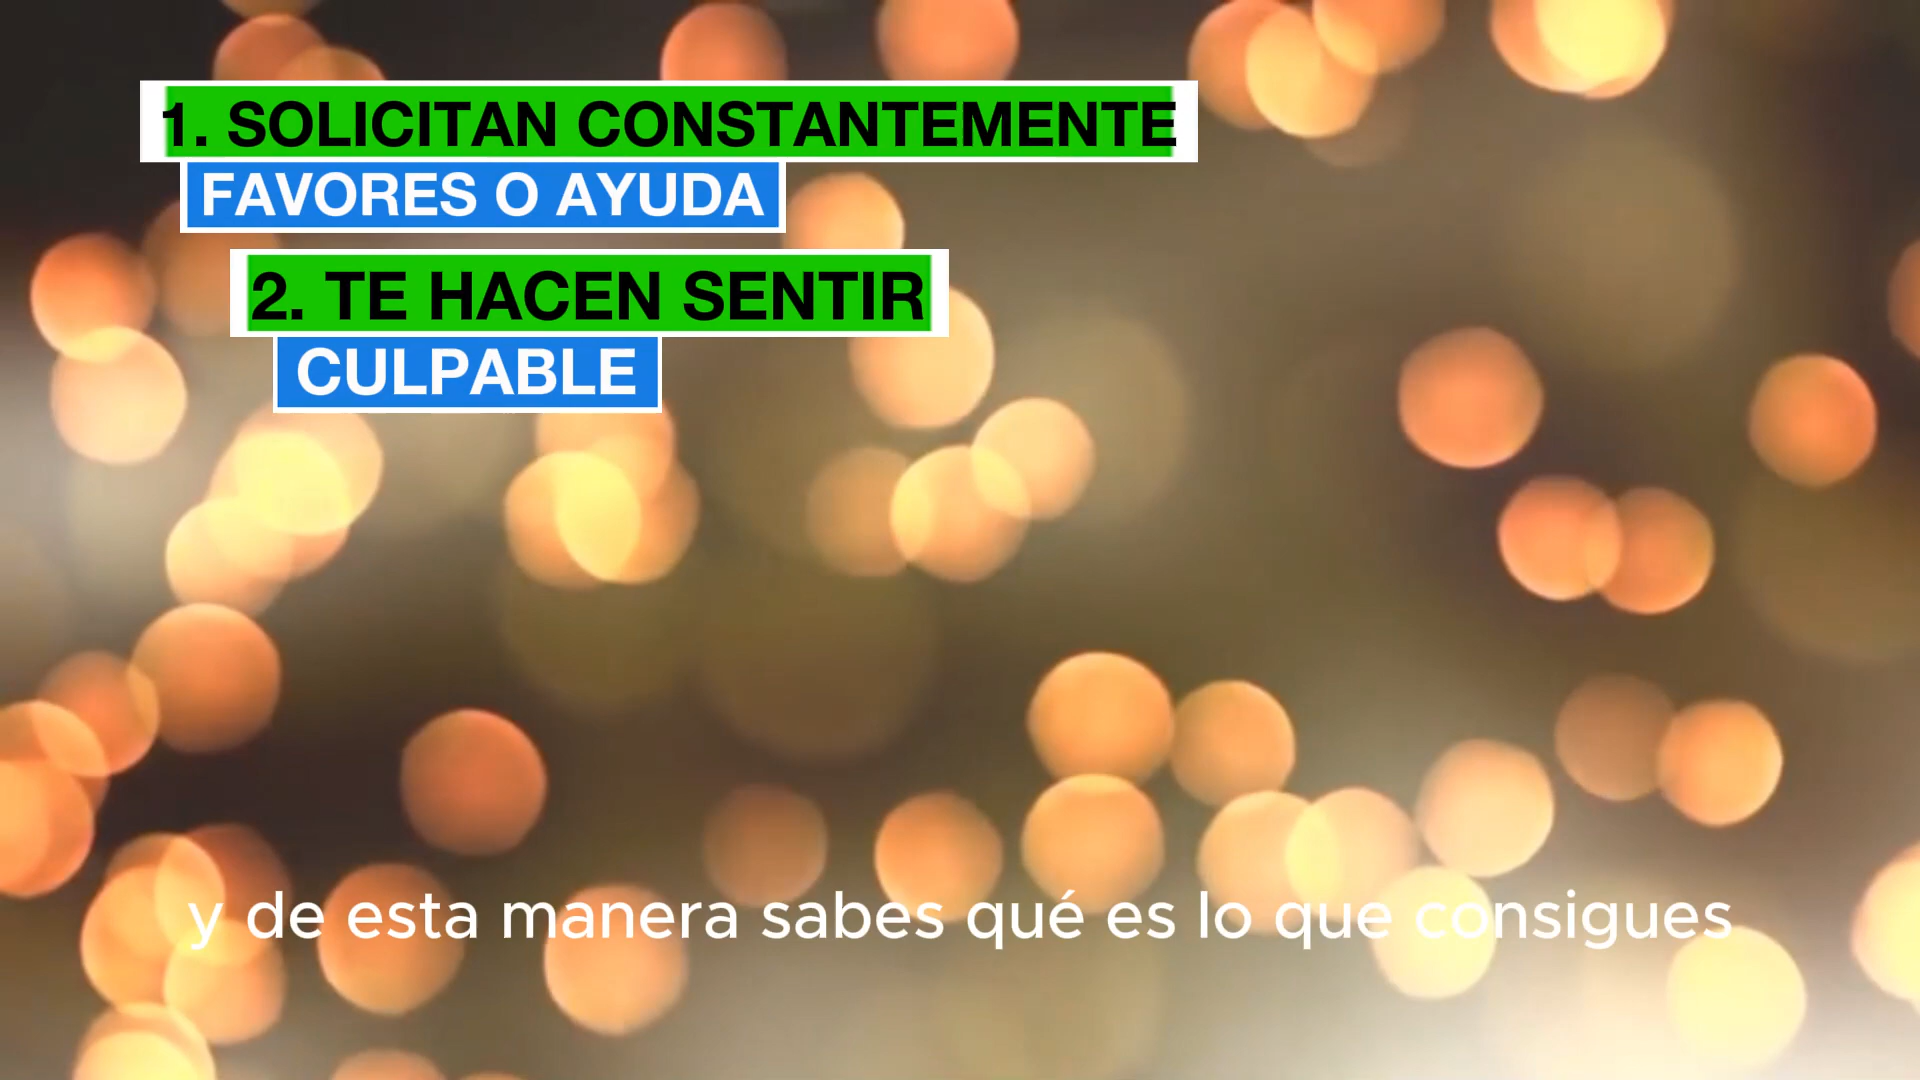 1. SOLICITAN CONSTANTEMENTE
FAVORES O AYUDA
2. TE HACEN SENTIR
CULPABLE
y de esta manera sabes qué es lo que consigues